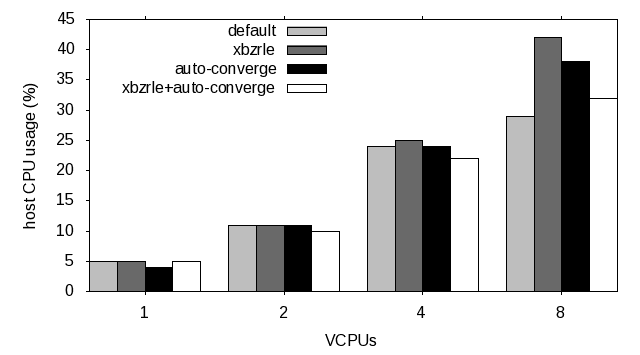 45
40
35
30
25
20
15
10
5
0
host CPU usage (%)
default
xbzrle
auto-converge
xbzrle+auto-converge
1 2 4 8
VCPUs